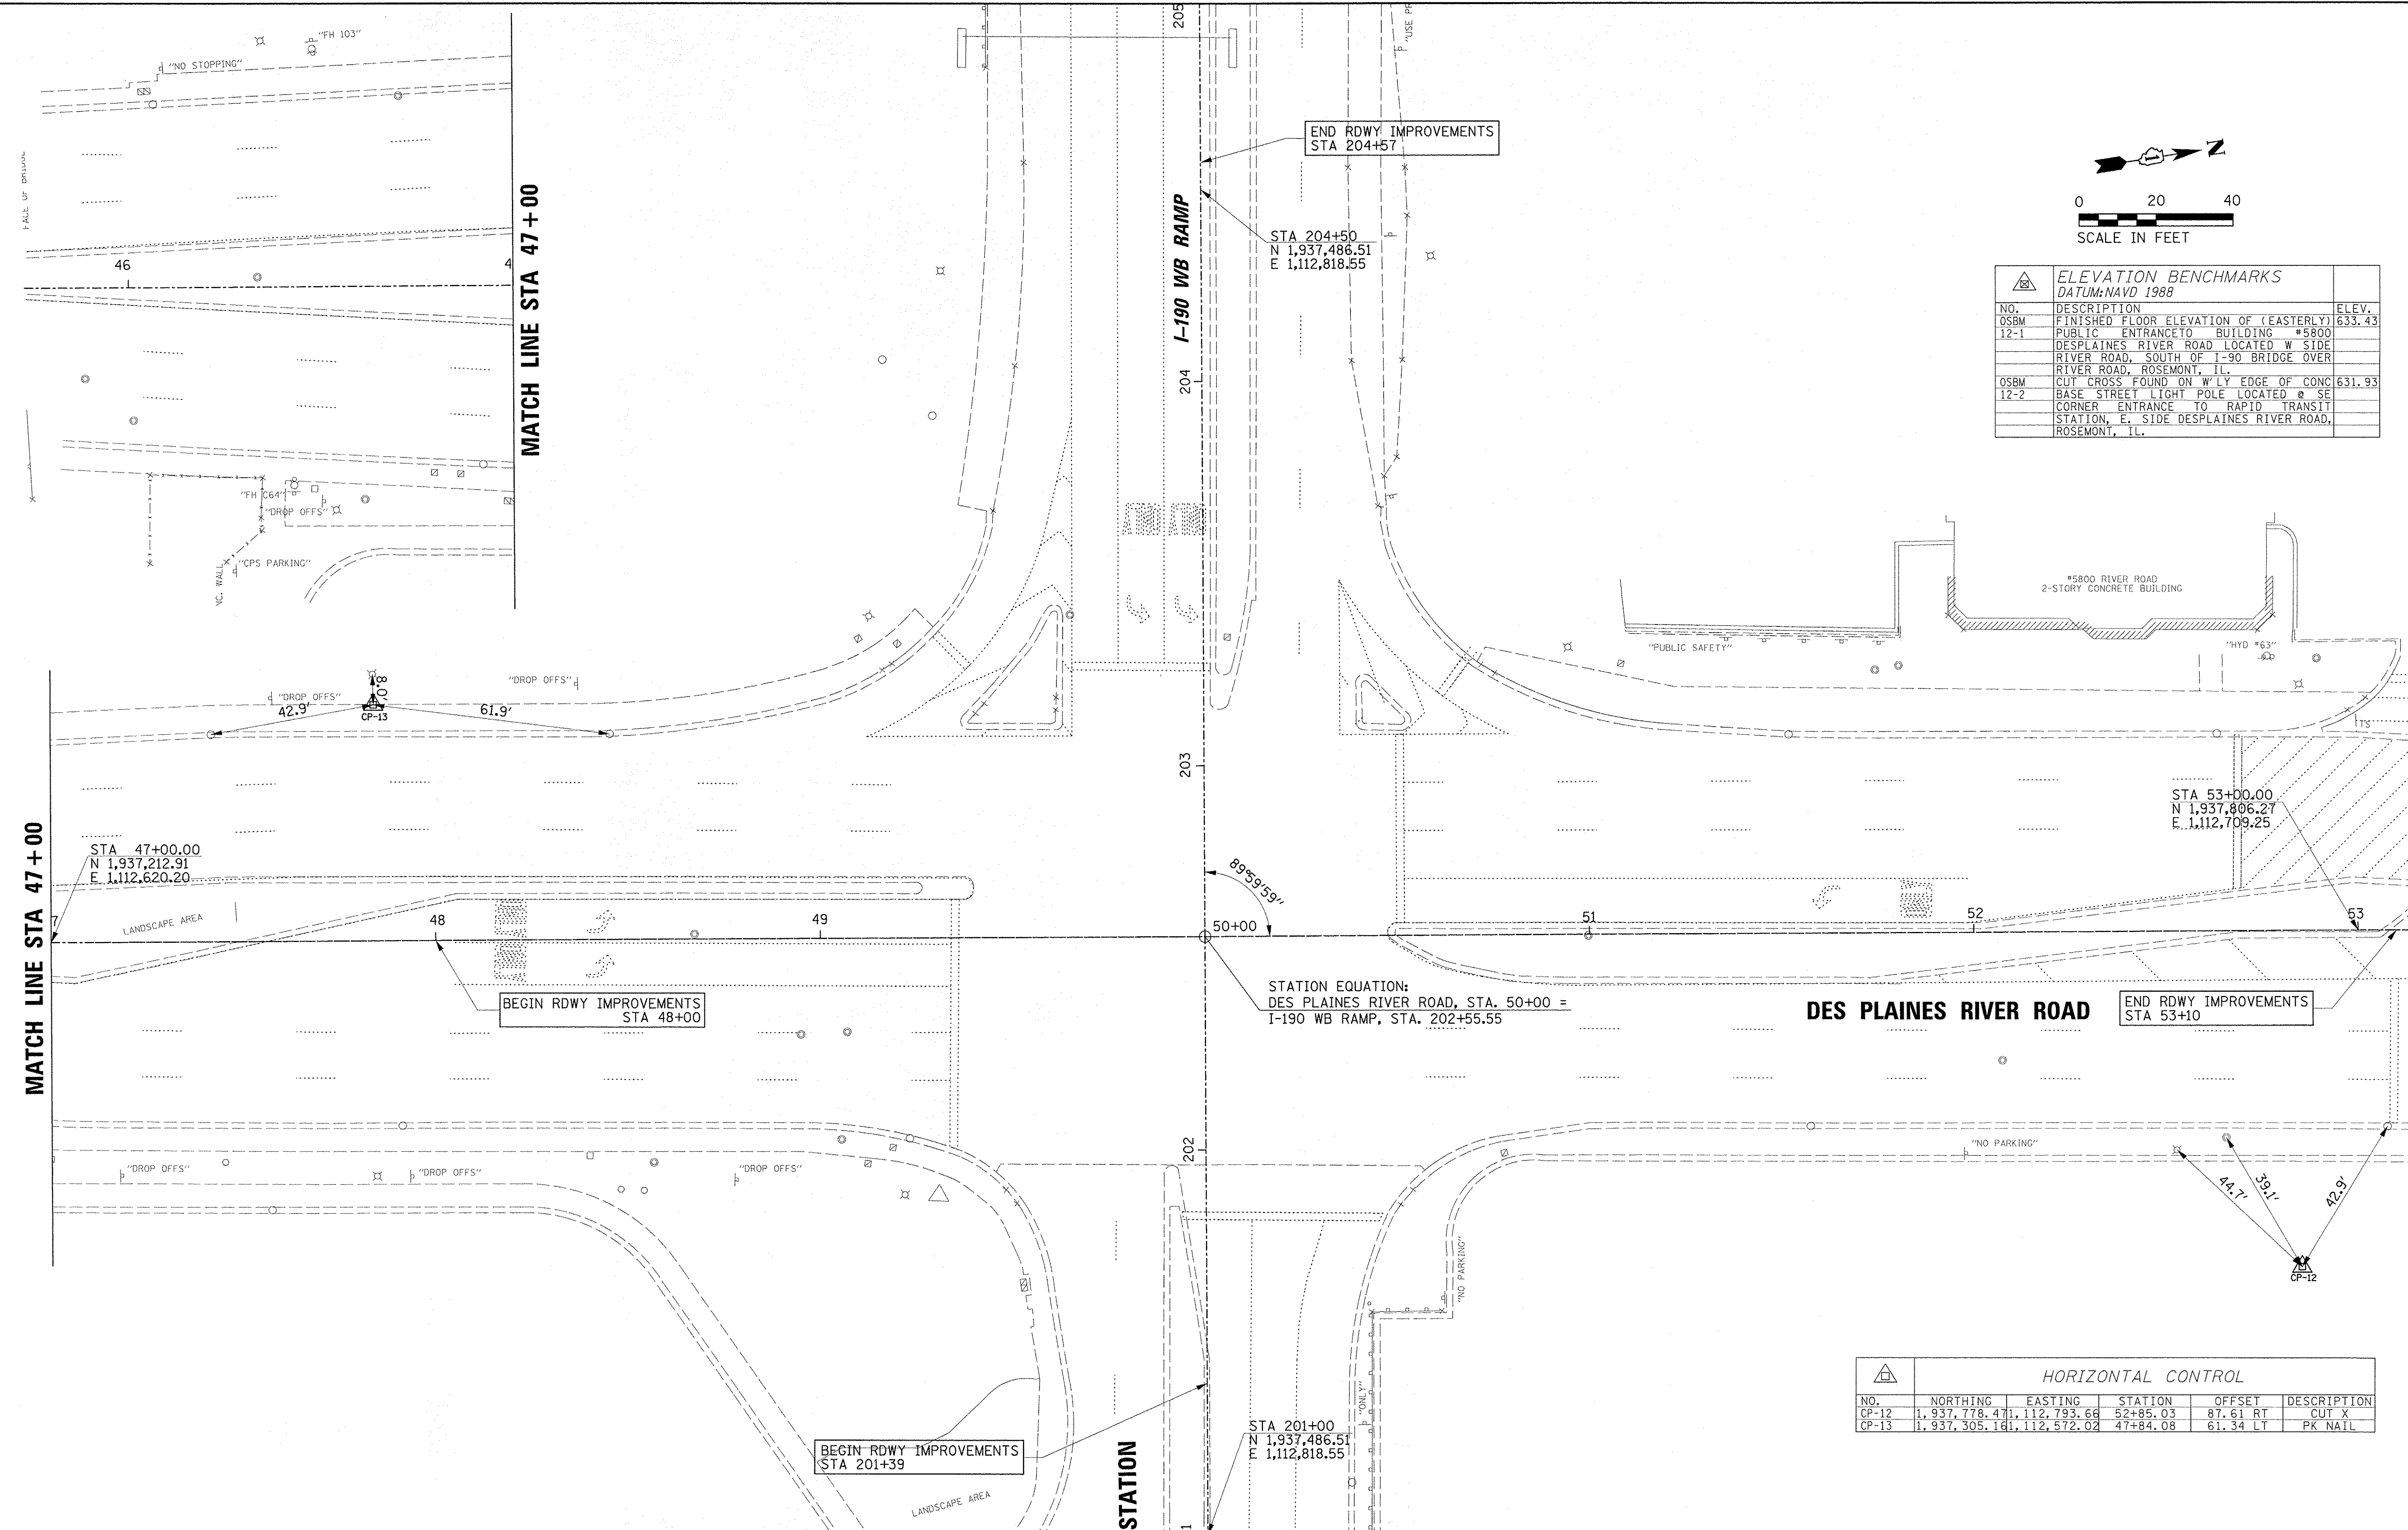 "FH 103"
"NO STOPPING"
FACE OF BRIDGE
46
4
MATCH LINE STA 47+00
"FH C64"
"DROP OFFS"
"CPS PARKING"
NC. WALL
205
"USE PR
END RDWY IMPROVEMENTS
STA 204+57
I-190 WB RAMP
STA 204+50
N 1,937,486.51
E 1,112,818.55
204
N
0 20 40
SCALE IN FEET
ELEVATION BENCHMARKS
DATUM:NAVD 1988
NO. DESCRIPTION ELEV.
OSBM FINISHED FLOOR ELEVATION OF (EASTERLY) 633.43
12-1 PUBLIC ENTRANCETO BUILDING #5800
DESPLAINES RIVER ROAD LOCATED W SIDE
RIVER ROAD, SOUTH OF I-90 BRIDGE OVER
RIVER ROAD, ROSEMONT, IL.
OSBM CUT CROSS FOUND ON W'LY EDGE OF CONC 631.93
12-2 BASE STREET LIGHT POLE LOCATED @ SE
CORNER ENTRANCE TO RAPID TRANSIT
STATION, E. SIDE DESPLAINES RIVER ROAD,
ROSEMONT, IL.
#5800 RIVER ROAD
2-STORY CONCRETE BUILDING
"PUBLIC SAFETY"
"HYD #63"
TS
"DROP OFFS"
8.0'
"DROP OFFS"
42.9'
CP-13
61.9'
203
STA 53+00.00
N 1,937,806.27
E 1,112,709.25
MATCH LINE STA 47+00
STA 47+00.00
N 1,937,212.91
E 1,112,620.20
89°59'59"
LANDSCAPE AREA
7
48
49
50+00
51
52
53
BEGIN RDWY IMPROVEMENTS
STA 48+00
STATION EQUATION:
DES PLAINES RIVER ROAD, STA. 50+00 =
I-190 WB RAMP, STA. 202+55.55
DES PLAINES RIVER ROAD
END RDWY IMPROVEMENTS
STA 53+10
202
"NO PARKING"
"DROP OFFS"
"DROP OFFS"
"DROP OFFS"
44.7'
39.1'
42.9'
CP-12
"NO PARKING"
"ONLY"
BEGIN RDWY IMPROVEMENTS
STA 201+39
STA 201+00
N 1,937,486.51
E 1,112,818.55
STATION
1
LANDSCAPE AREA
HORIZONTAL CONTROL
NO. NORTHING EASTING STATION OFFSET DESCRIPTION
CP-12 1,937,778.47 1,112,793.66 52+85.03 87.61 RT CUT X
CP-13 1,937,305.16 1,112,572.02 47+84.08 61.34 LT PK NAIL